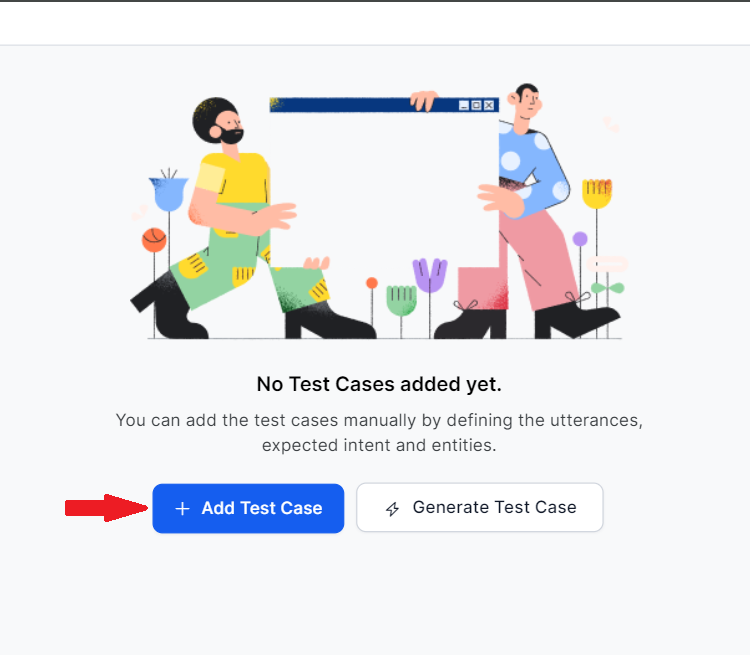 No Test Cases added yet.
You can add the test cases manually by defining the utterances,
expected intent and entities.
+ Add Test Case
Generate Test Case